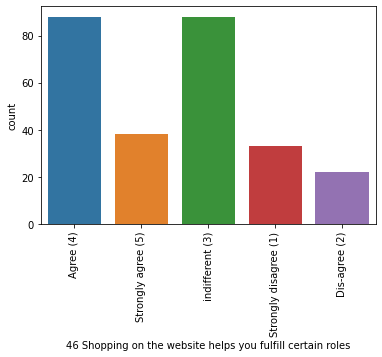 80
60
40
20
0
count
Agree (4)
Strongly agree (5)
indifferent (3)
Strongly disagree (1)
Dis-agree (2)
46 Shopping on the website helps you fulfill certain roles